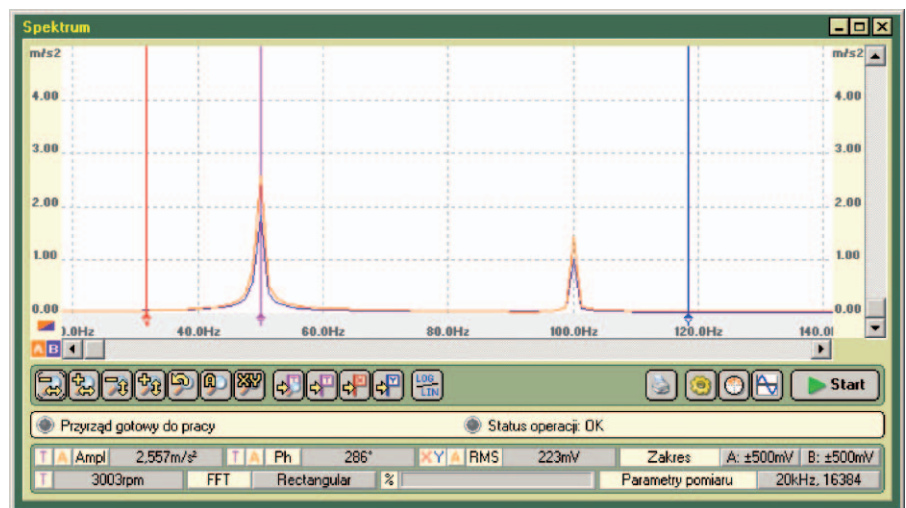 Spektrum
m/s2 m/s2
4.00 4.00
3.00 3.00
2.00 2.00
1.00 1.00
0.00 0.00
40.0Hz 60.0Hz 80.0Hz 100.0Hz 120.0Hz
A B
XY LOG LIN Start
Przyrząd gotowy do pracy Status operacji: OK
T A Ampl 2,557m/s² T A Ph 286° X Y A RMS 223mV Zakres A: ±500mV B: ±500mV
T 3003rpm FFT Rectangular % Parametry pomiaru 20kHz, 16384